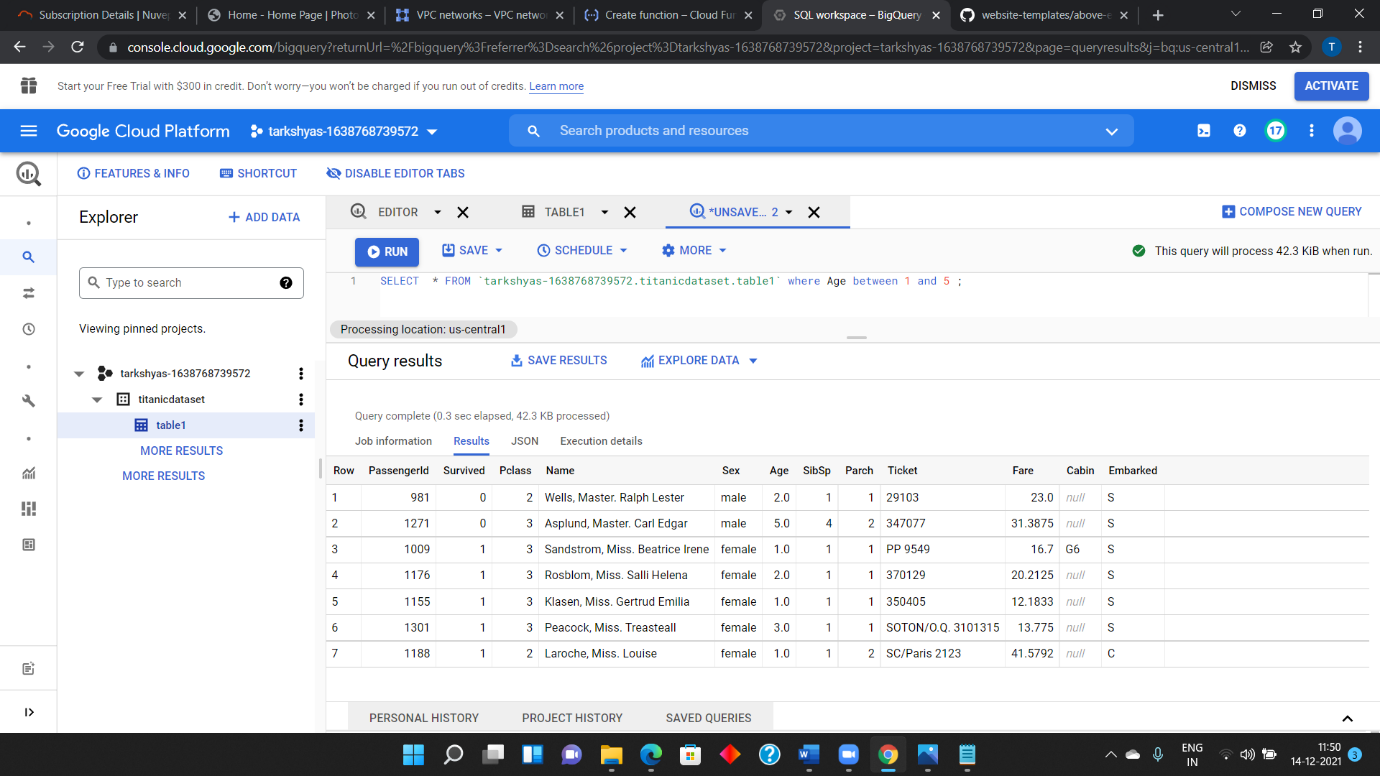 Subscription Details | Nuvep
Home - Home Page | Photo
VPC networks – VPC networ
Create function – Cloud Fun
SQL workspace – BigQuery
website-templates/above-e
console.cloud.google.com/bigquery?returnUrl=%2Fbigquery%3Freferrer%3Dsearch%26project%3Dtarkshyas-1638768739572&project=tarkshyas-1638768739572&page=queryresults&j=bq:us-central1...
T
Start your Free Trial with $300 in credit. Don't worry—you won't be charged if you run out of credits. Learn more
DISMISS
ACTIVATE
Google Cloud Platform
tarkshyas-1638768739572
Search products and resources
17
FEATURES & INFO
SHORTCUT
DISABLE EDITOR TABS
Explorer
+ ADD DATA
EDITOR
TABLE1
*UNSAVE... 2
COMPOSE NEW QUERY
RUN
SAVE
SCHEDULE
MORE
This query will process 42.3 KiB when run.
Type to search
1 SELECT * FROM `tarkshyas-1638768739572.titanicdataset.table1` where Age between 1 and 5 ;
Viewing pinned projects.
Processing location: us-central1
tarkshyas-1638768739572
titanicdataset
table1
MORE RESULTS
MORE RESULTS
Query results
SAVE RESULTS
EXPLORE DATA
Query complete (0.3 sec elapsed, 42.3 KB processed)
Job information Results JSON Execution details
Row PassengerId Survived Pclass Name Sex Age SibSp Parch Ticket Fare Cabin Embarked
1 981 0 2 Wells, Master. Ralph Lester male 2.0 1 1 29103 23.0 null S
2 1271 0 3 Asplund, Master. Carl Edgar male 5.0 4 2 347077 31.3875 null S
3 1009 1 3 Sandstrom, Miss. Beatrice Irene female 1.0 1 1 PP 9549 16.7 G6 S
4 1176 1 3 Rosblom, Miss. Salli Helena female 2.0 1 1 370129 20.2125 null S
5 1155 1 3 Klasen, Miss. Gertrud Emilia female 1.0 1 1 350405 12.1833 null S
6 1301 1 3 Peacock, Miss. Treasteall female 3.0 1 1 SOTON/O.Q. 3101315 13.775 null S
7 1188 1 2 Laroche, Miss. Louise female 1.0 1 2 SC/Paris 2123 41.5792 null C
PERSONAL HISTORY
PROJECT HISTORY
SAVED QUERIES
ENG
IN
11:50
14-12-2021
3